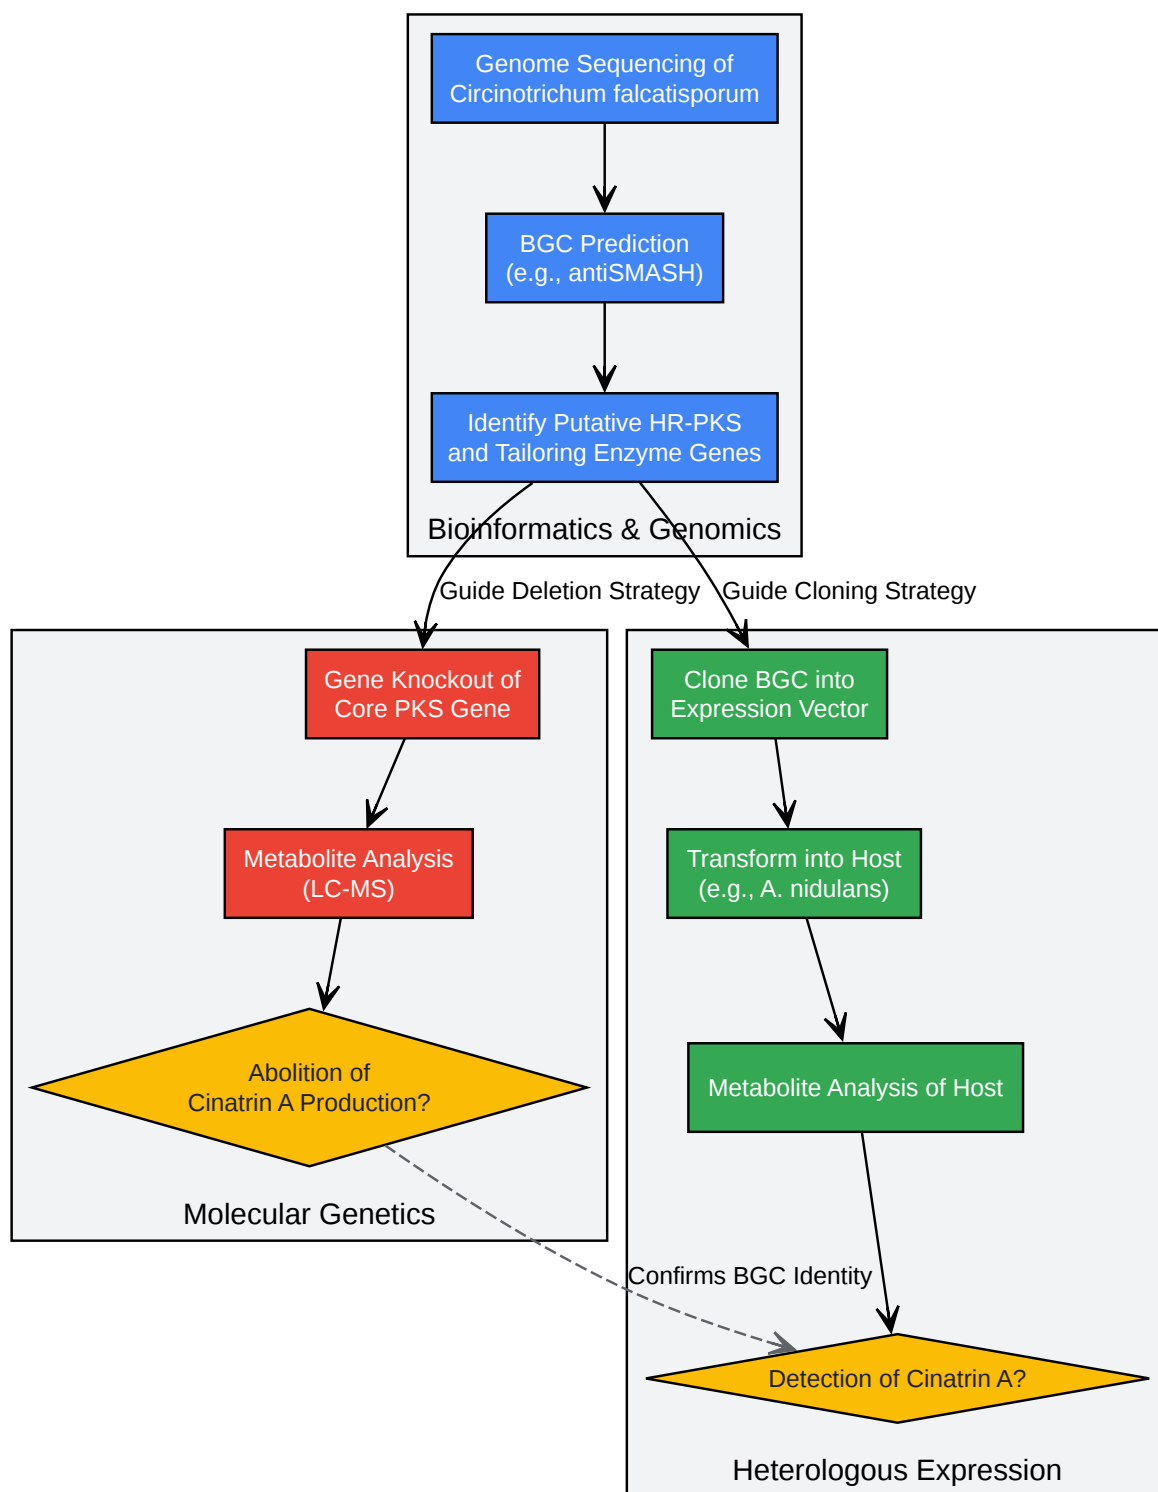 Genome Sequencing of
Circinotrichum falcatisporum
BGC Prediction
(e.g., antiSMASH)
Identify Putative HR-PKS
and Tailoring Enzyme Genes
Bioinformatics & Genomics
Guide Deletion Strategy
Guide Cloning Strategy
Gene Knockout of
Core PKS Gene
Metabolite Analysis
(LC-MS)
Abolition of
Cinatrin A Production?
Molecular Genetics
Clone BGC into
Expression Vector
Transform into Host
(e.g., A. nidulans)
Metabolite Analysis of Host
Confirms BGC Identity
Detection of Cinatrin A?
Heterologous Expression